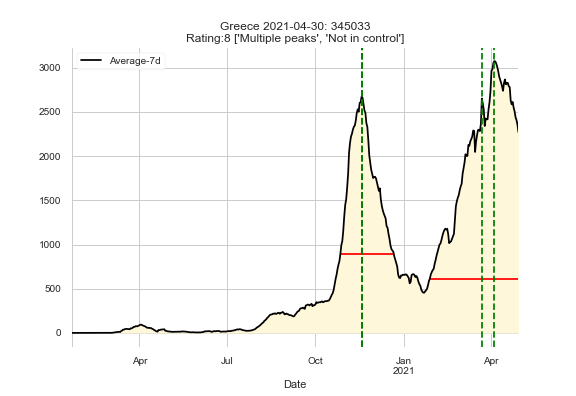 Greece 2021-04-30: 345033
Rating:8 ['Multiple peaks', 'Not in control']
Average-7d
3000
2500
2000
1500
1000
500
0
Apr
Jul
Oct
Jan
2021
Apr
Date